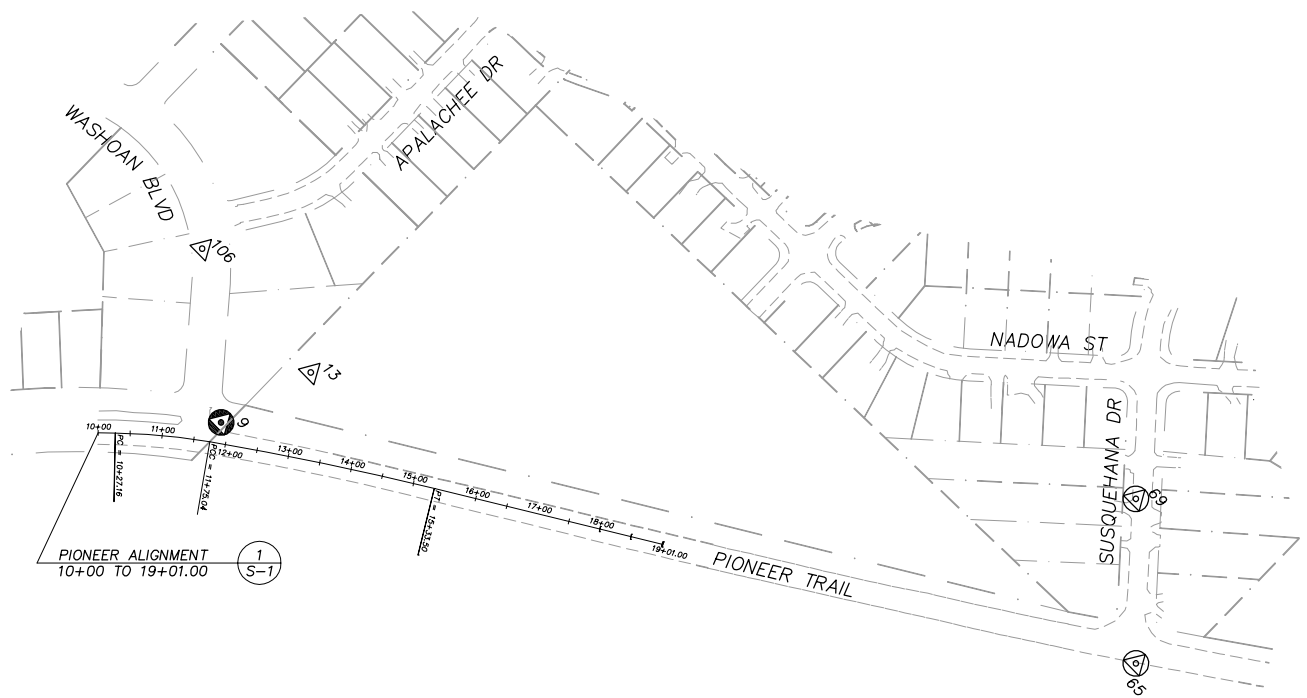 WASHOAN BLVD
APALACHEE DR
106
13
9
NADOWA ST
SUSQUEHANA DR
69
65
PIONEER TRAIL
10+00
11+00
12+00
13+00
14+00
15+00
16+00
17+00
18+00
19+01.00
PC = 10+27.16
PCC = 11+75.04
PT = 15+33.50
PIONEER ALIGNMENT
10+00 TO 19+01.00
1
S-1